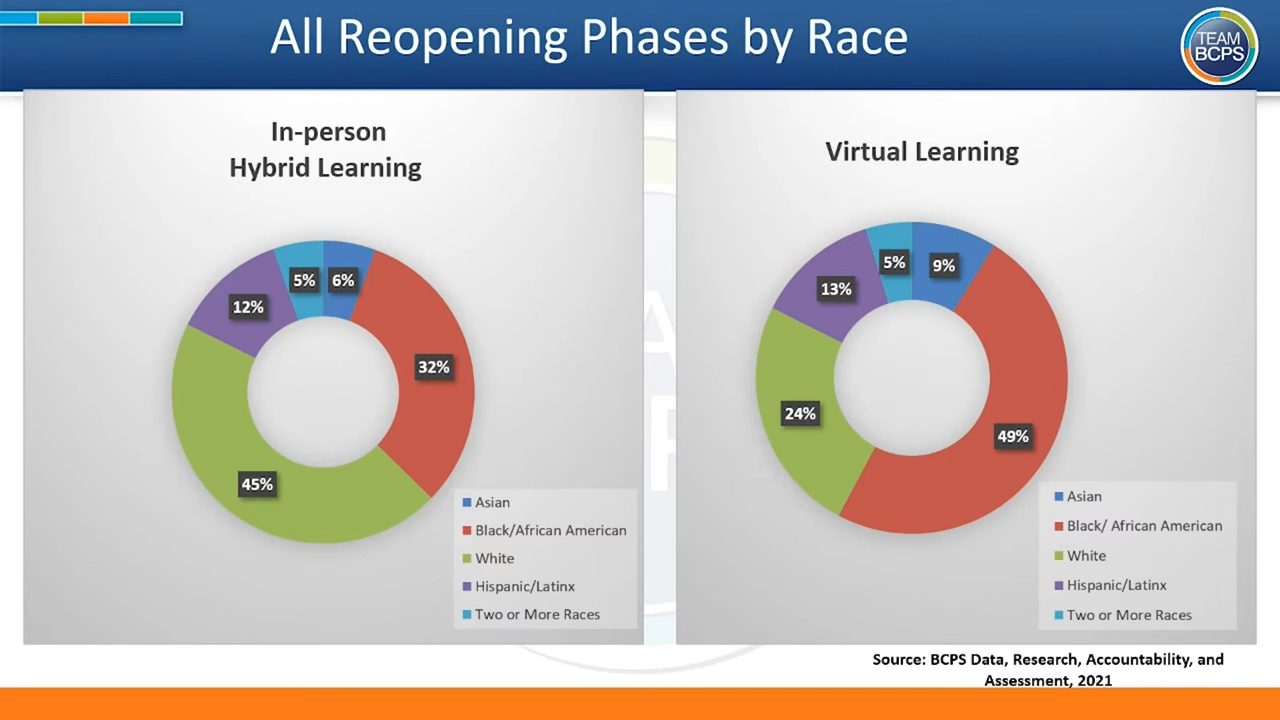 All Reopening Phases by Race
TEAM
BCPS
In-person
Hybrid Learning
5%
6%
12%
32%
45%
Asian
Black/African American
White
Hispanic/Latinx
Two or More Races
Virtual Learning
5%
9%
13%
24%
49%
Asian
Black/ African American
White
Hispanic/Latinx
Two or More Races
Source: BCPS Data, Research, Accountability, and
Assessment, 2021